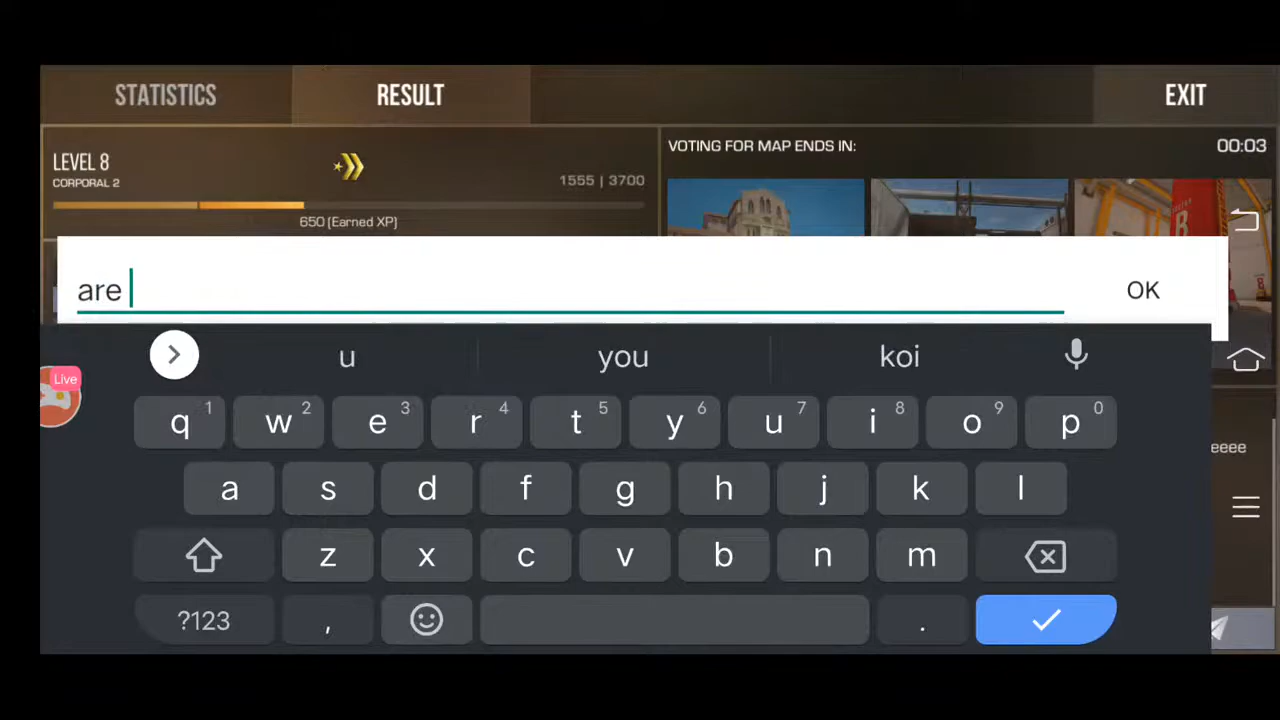 STATISTICS
RESULT
EXIT
LEVEL 8
CORPORAL 2
1555 | 3700
650 (Earned XP)
VOTING FOR MAP ENDS IN:
00:03
B
are
OK
Live
u
you
koi
q 1 w 2 e 3 r 4 t 5 y 6 u 7 i 8 o 9 p 0
a s d f g h j k l
eeee
z x c v b n m
?123 , .